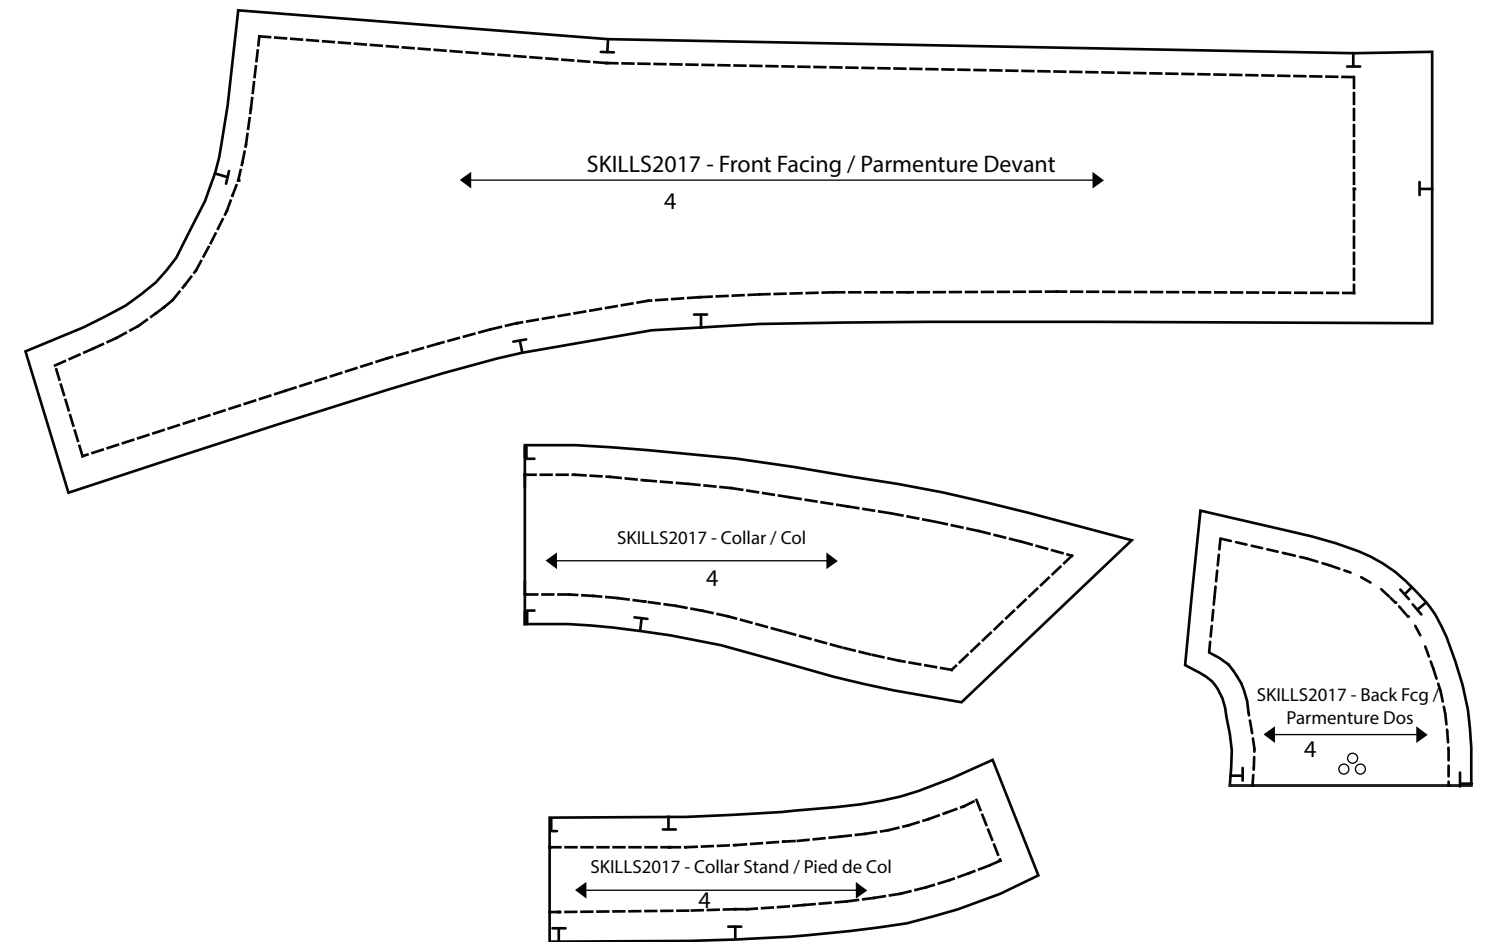 SKILLS2017 - Front Facing / Parmenture Devant
4
SKILLS2017 - Collar / Col
4
SKILLS2017 - Back Fcg /
Parmenture Dos
4
SKILLS2017 - Collar Stand / Pied de Col
4